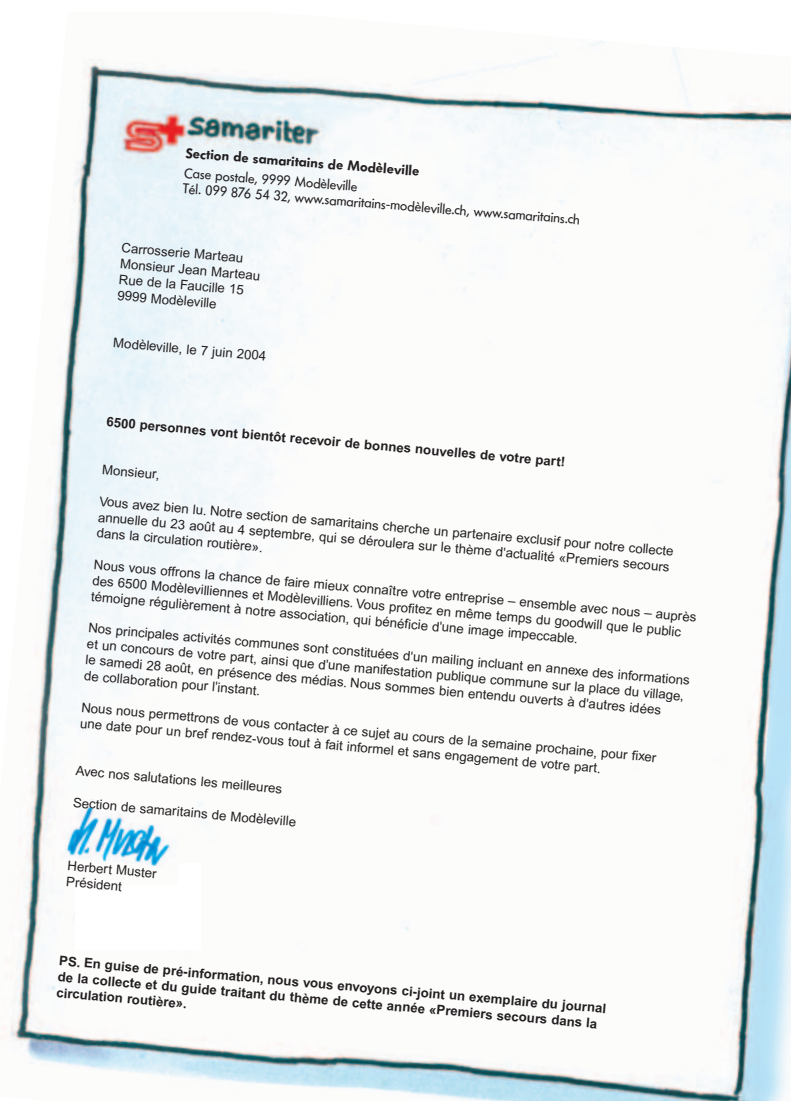 samariter
Section de samaritains de Modèleville
Case postale, 9999 Modèleville
Tél. 099 876 54 32, www.samaritains-modèleville.ch, www.samaritains.ch
Carrosserie Marteau
Monsieur Jean Marteau
Rue de la Faucille 15
9999 Modèleville
Modèleville, le 7 juin 2004
6500 personnes vont bientôt recevoir de bonnes nouvelles de votre part!
Monsieur,
Vous avez bien lu. Notre section de samaritains cherche un partenaire exclusif pour notre collecte
annuelle du 23 août au 4 septembre, qui se déroulera sur le thème d'actualité «Premiers secours
dans la circulation routière».
Nous vous offrons la chance de faire mieux connaître votre entreprise – ensemble avec nous – auprès
des 6500 Modèlevilliennes et Modèlevilliens. Vous profitez en même temps du goodwill que le public
témoigne régulièrement à notre association, qui bénéficie d'une image impeccable.
Nos principales activités communes sont constituées d'un mailing incluant en annexe des informations
et un concours de votre part, ainsi que d'une manifestation publique commune sur la place du village,
le samedi 28 août, en présence des médias. Nous sommes bien entendu ouverts à d'autres idées
de collaboration pour l'instant.
Nous nous permettrons de vous contacter à ce sujet au cours de la semaine prochaine, pour fixer
une date pour un bref rendez-vous tout à fait informel et sans engagement de votre part.
Avec nos salutations les meilleures
Section de samaritains de Modèleville
H. Muster
Herbert Muster
Président
PS. En guise de pré-information, nous vous envoyons ci-joint un exemplaire du journal
de la collecte et du guide traitant du thème de cette année «Premiers secours dans la
circulation routière».